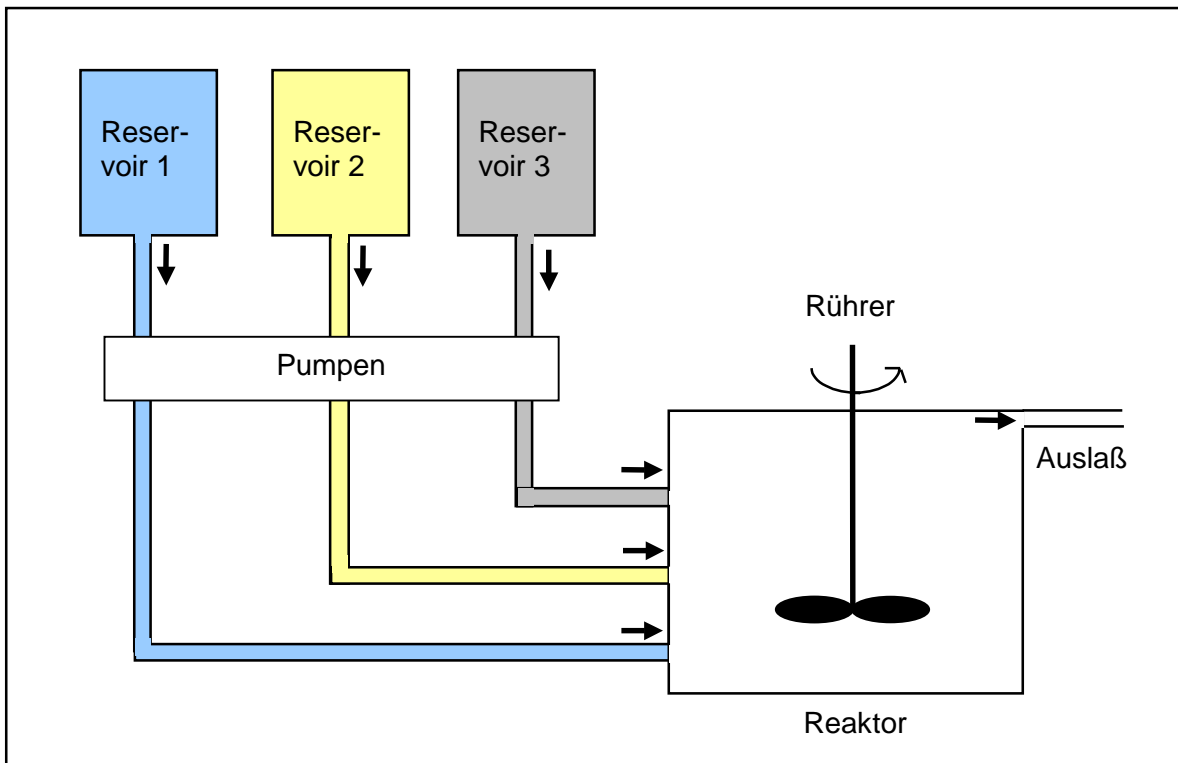 Reser-
voir 1
Reser-
voir 2
Reser-
voir 3
Rührer
Pumpen
Auslaß
Reaktor